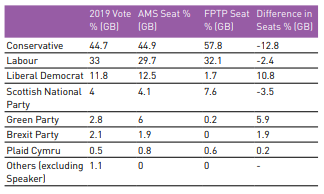 2019 Vote % (GB) AMS Seat % (GB) FPTP Seat % (GB) Difference in Seats % (GB)
Conservative 44.7 44.9 57.8 -12.8
Labour 33 29.7 32.1 -2.4
Liberal Democrat 11.8 12.5 1.7 10.8
Scottish National Party 4 4.1 7.6 -3.5
Green Party 2.8 6 0.2 5.9
Brexit Party 2.1 1.9 0 1.9
Plaid Cymru 0.5 0.8 0.6 0.2
Others (excluding Speaker) 1.1 0 0 -